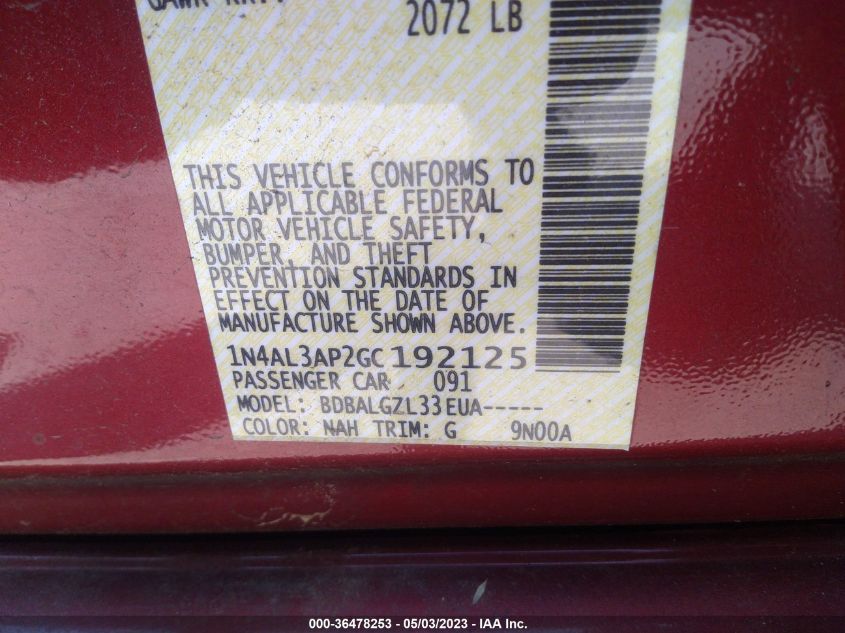 2072 LB
THIS VEHICLE CONFORMS TO
ALL APPLICABLE FEDERAL
MOTOR VEHICLE SAFETY,
BUMPER, AND THEFT
PREVENTION STANDARDS IN
EFFECT ON THE DATE OF
MANUFACTURE SHOWN ABOVE.
1N4AL3AP2GC192125
PASSENGER CAR 091
MODEL: BDBALGZL33EUA-----
COLOR: NAH TRIM: G 9N00A
000-36478253 - 05/03/2023 - IAA Inc.